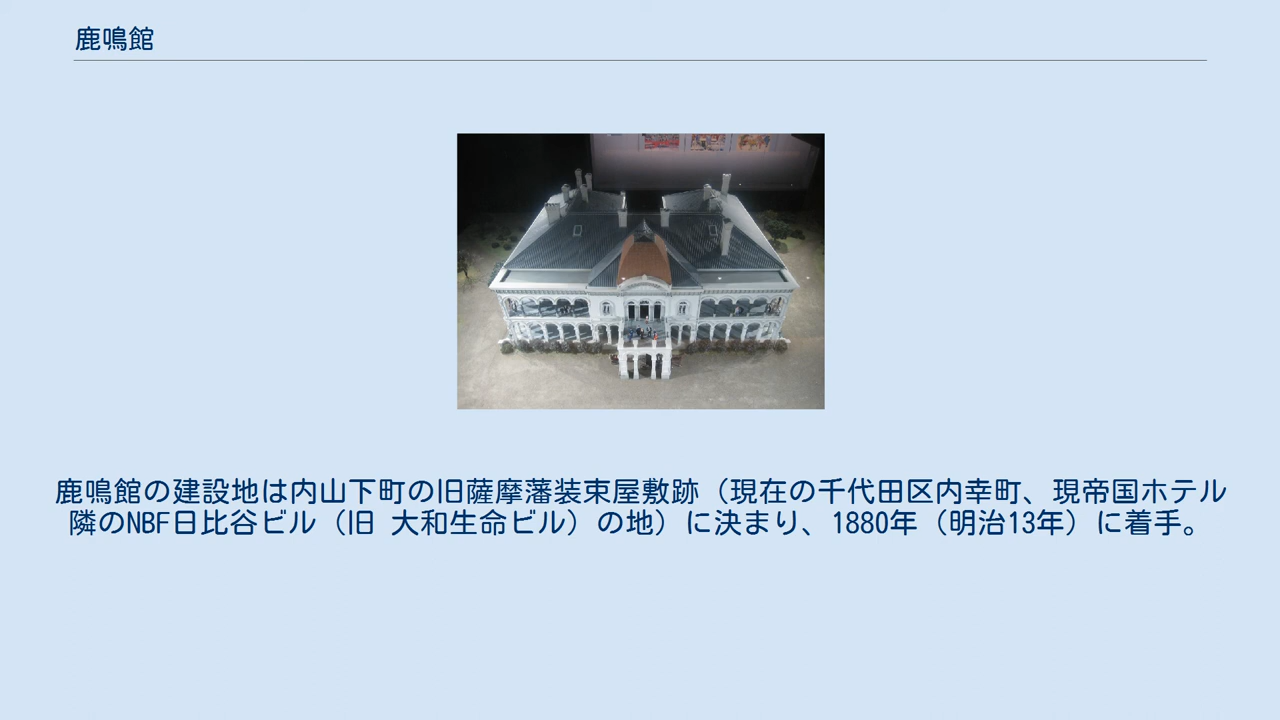 鹿鳴館
鹿鳴館の建設地は内山下町の旧薩摩藩装束屋敷跡（現在の千代田区内幸町、現帝国ホテル
隣のNBF日比谷ビル（旧 大和生命ビル）の地）に決まり、1880年（明治13年）に着手。